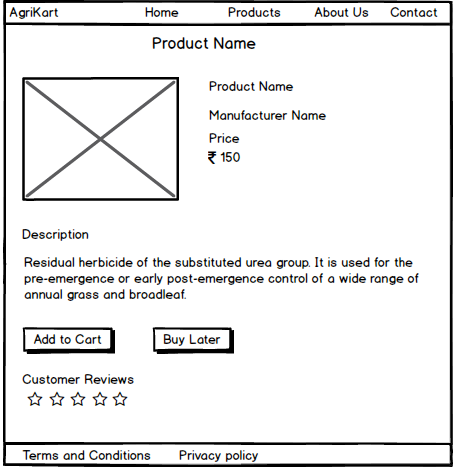 AgriKart Home Products About Us Contact
Product Name
Product Name
Manufacturer Name
Price
₹ 150
Description
Residual herbicide of the substituted urea group. It is used for the
pre-emergence or early post-emergence control of a wide range of
annual grass and broadleaf.
Add to Cart Buy Later
Customer Reviews
Terms and Conditions Privacy policy